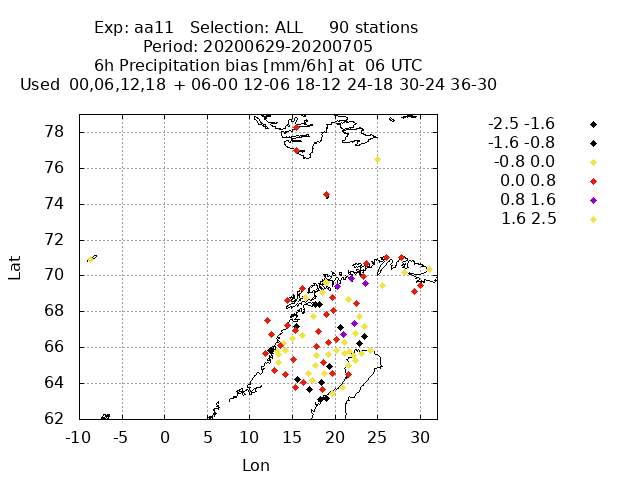 Exp: aa11 Selection: ALL 90 stations
Period: 20200629-20200705
6h Precipitation bias [mm/6h] at 06 UTC
Used 00,06,12,18 + 06-00 12-06 18-12 24-18 30-24 36-30
-2.5 -1.6
-1.6 -0.8
-0.8 0.0
0.0 0.8
0.8 1.6
1.6 2.5
78
76
74
72
70
68
66
64
62
Lat
-10 -5 0 5 10 15 20 25 30
Lon